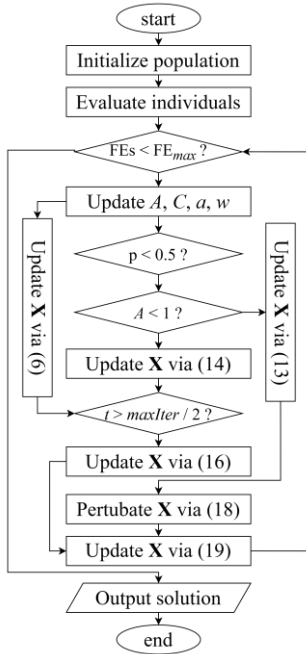 start
Initialize population
Evaluate individuals
FEs < FEmax ?
Update A, C, a, w
p < 0.5 ?
Update X via (6)
A < 1 ?
Update X via (13)
Update X via (14)
t > maxIter / 2 ?
Update X via (16)
Pertubate X via (18)
Update X via (19)
Output solution
end